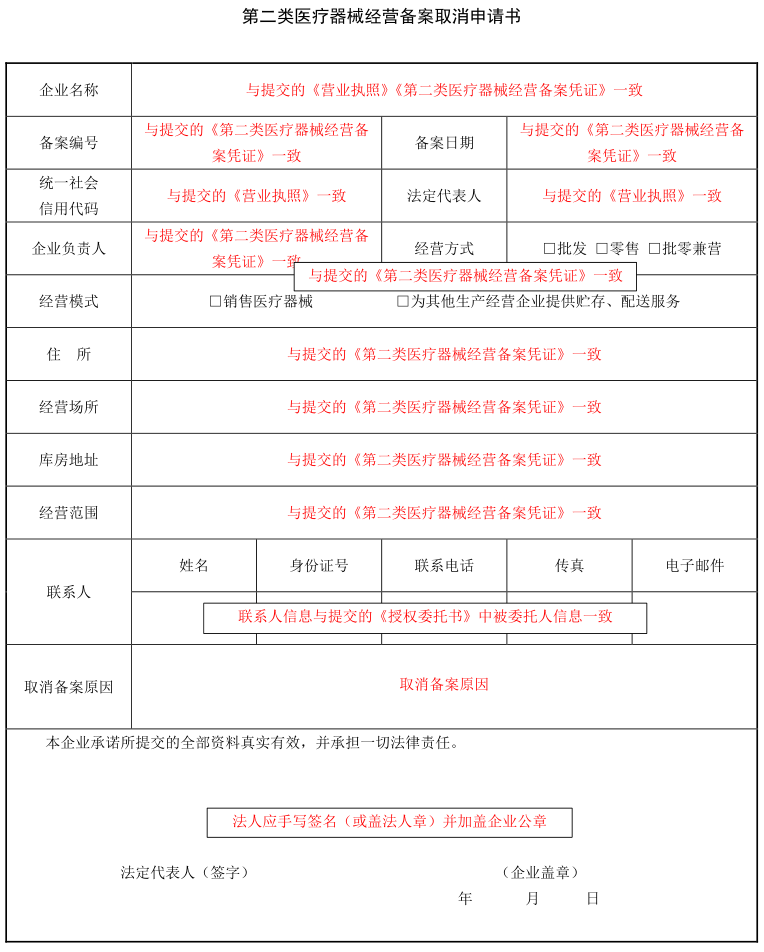 第二类医疗器械经营备案取消申请书
企业名称 与提交的《营业执照》《第二类医疗器械经营备案凭证》一致
备案编号 与提交的《第二类医疗器械经营备案凭证》一致 备案日期 与提交的《第二类医疗器械经营备案凭证》一致
统一社会信用代码 与提交的《营业执照》一致 法定代表人 与提交的《营业执照》一致
企业负责人 与提交的《第二类医疗器械经营备案凭证》一致 经营方式 □批发 □零售 □批零兼营
与提交的《第二类医疗器械经营备案凭证》一致
经营模式 □销售医疗器械 □为其他生产经营企业提供贮存、配送服务
住 所 与提交的《第二类医疗器械经营备案凭证》一致
经营场所 与提交的《第二类医疗器械经营备案凭证》一致
库房地址 与提交的《第二类医疗器械经营备案凭证》一致
经营范围 与提交的《第二类医疗器械经营备案凭证》一致
联系人 姓名 身份证号 联系电话 传真 电子邮件
联系人信息与提交的《授权委托书》中被委托人信息一致
取消备案原因 取消备案原因
本企业承诺所提交的全部资料真实有效，并承担一切法律责任。
法人应手写签名（或盖法人章）并加盖企业公章
法定代表人（签字） （企业盖章）
年 月 日